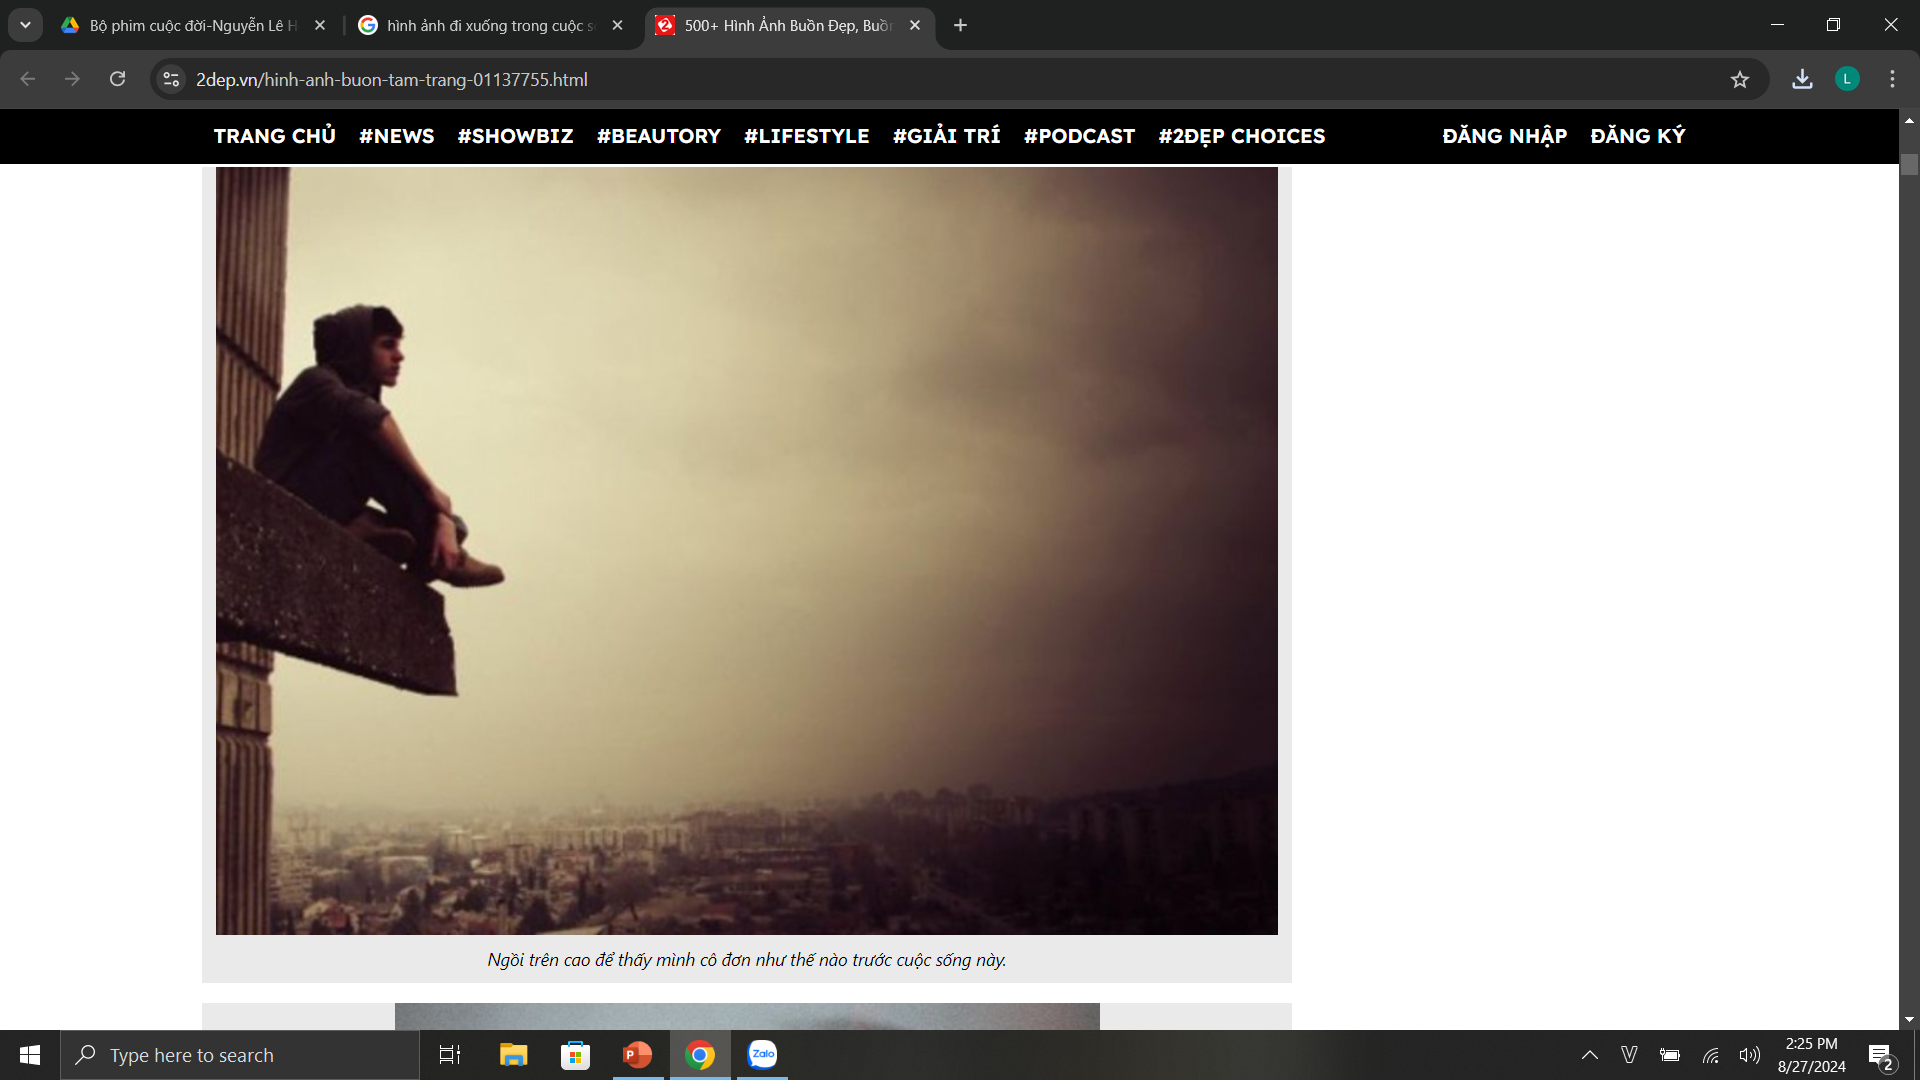 Bộ phim cuộc đời-Nguyễn Lê H
hình ảnh đi xuống trong cuộc s
500+ Hình Ảnh Buồn Đẹp, Buồn
2dep.vn/hinh-anh-buon-tam-trang-01137755.html
L
TRANG CHỦ #NEWS #SHOWBIZ #BEAUTORY #LIFESTYLE #GIẢI TRÍ #PODCAST #2ĐẸP CHOICES ĐĂNG NHẬP ĐĂNG KÝ
Ngồi trên cao để thấy mình cô đơn như thế nào trước cuộc sống này.
Type here to search
Zalo
V
2:25 PM
8/27/2024
2